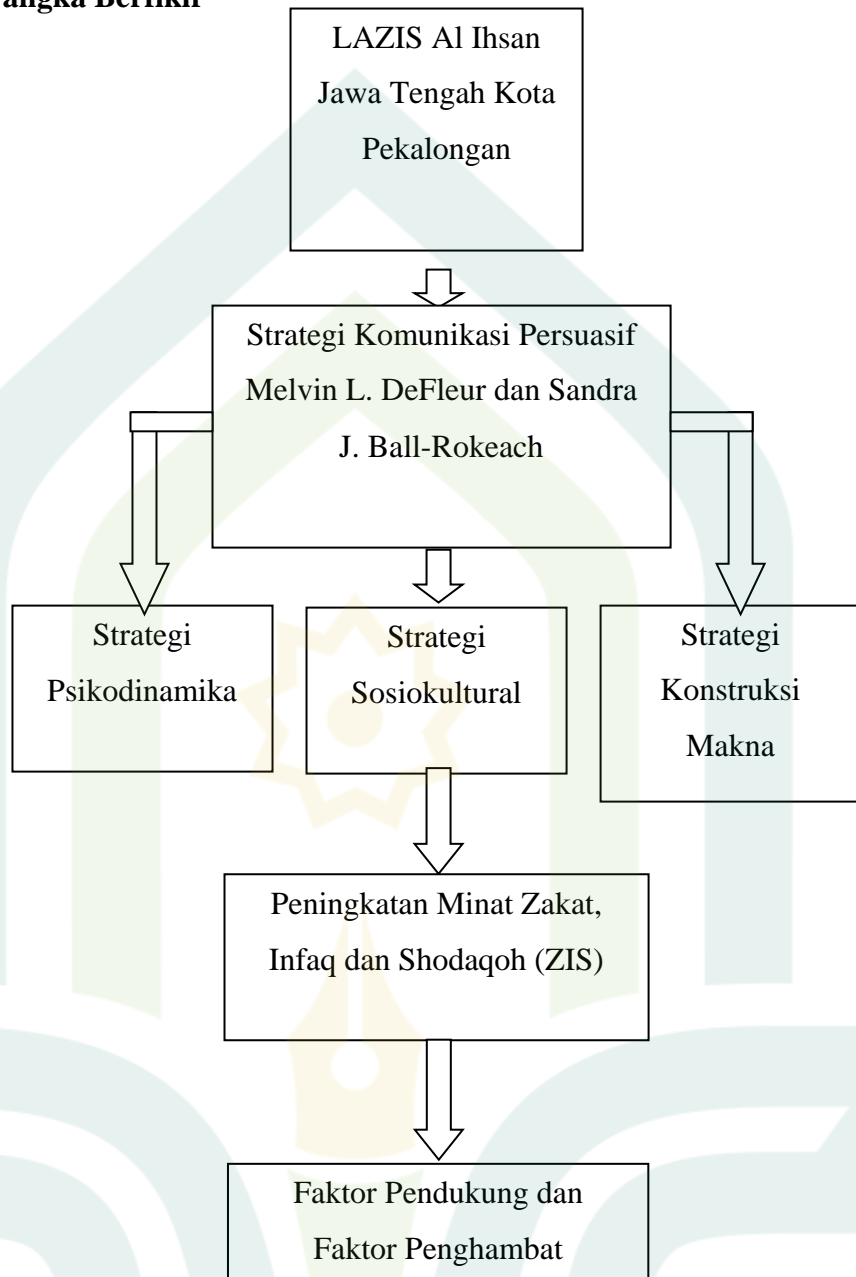 LAZIS Al Ihsan
Jawa Tengah Kota
Pekalongan
Strategi Komunikasi Persuasif
Melvin L. DeFleur dan Sandra
J. Ball-Rokeach
Strategi
Psikodinamika
Strategi
Sosiokultural
Strategi
Konstruksi
Makna
Peningkatan Minat Zakat,
Infaq dan Shodaqoh (ZIS)
Faktor Pendukung dan
Faktor Penghambat